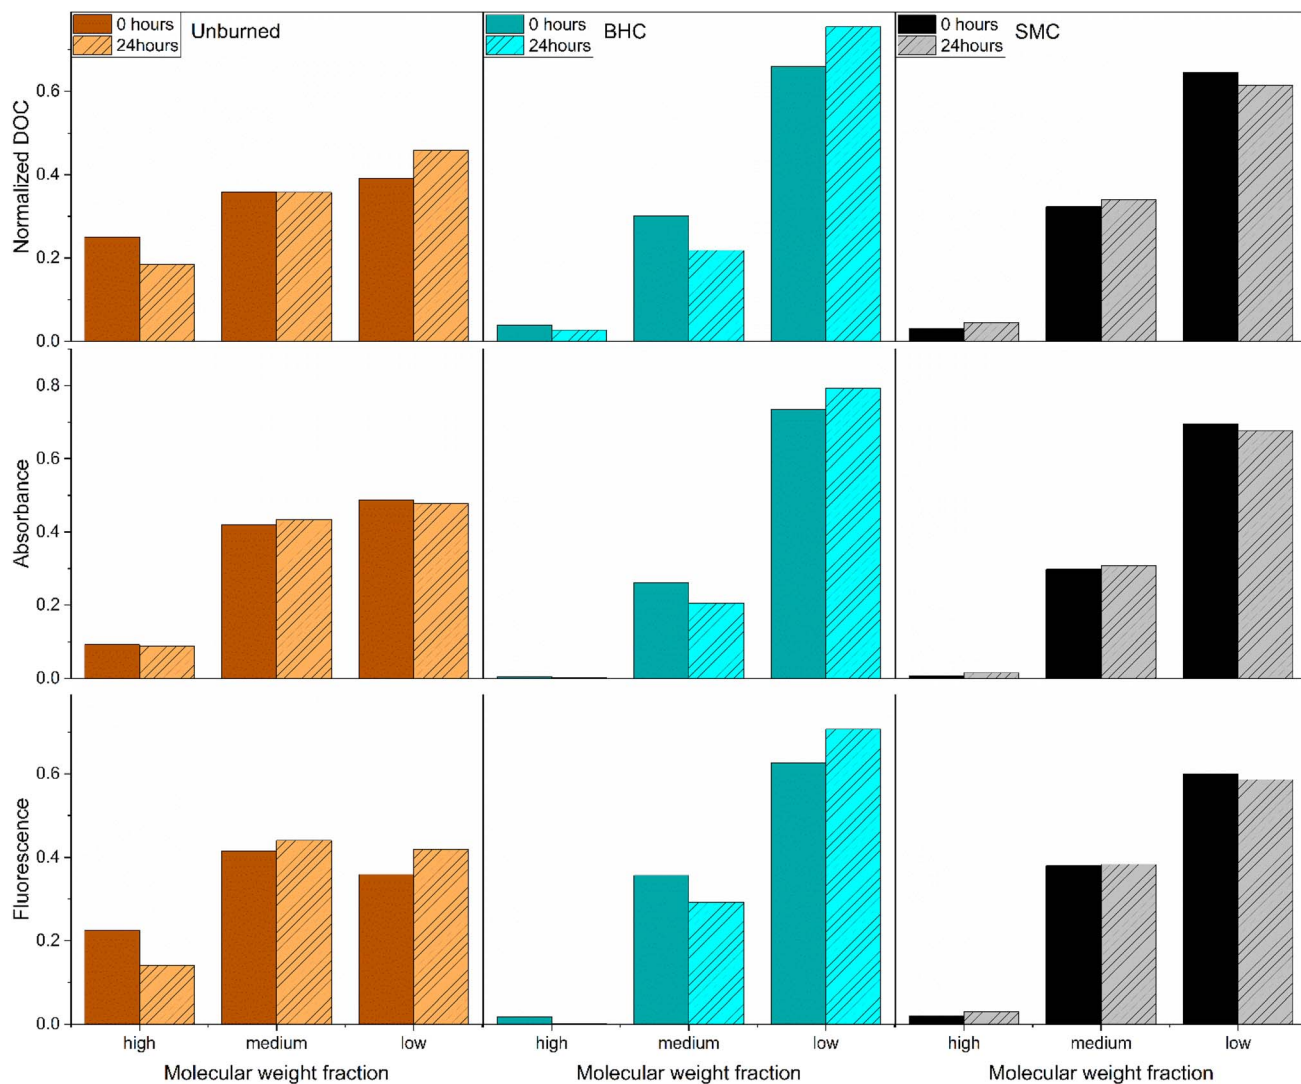 0 hours
24hours
Unburned
0 hours
24hours
BHC
0 hours
24hours
SMC
Normalized DOC
0.6
0.4
0.2
0.0
Absorbance
0.8
0.6
0.4
0.2
0.0
Fluorescence
0.6
0.4
0.2
0.0
high medium low
high medium low
high medium low
Molecular weight fraction
Molecular weight fraction
Molecular weight fraction